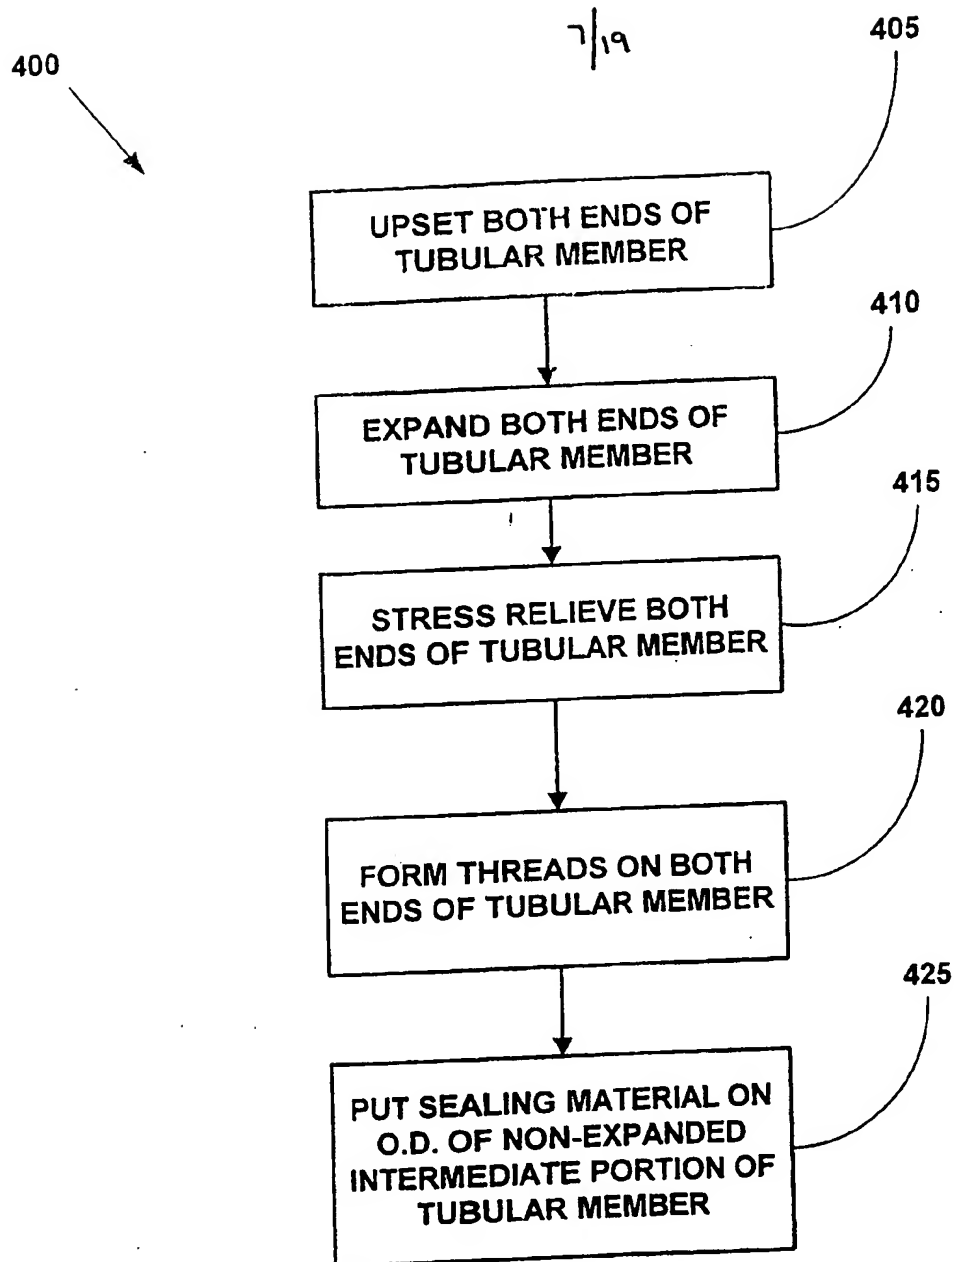 7/19
400
405
UPSET BOTH ENDS OF
TUBULAR MEMBER
410
EXPAND BOTH ENDS OF
TUBULAR MEMBER
415
STRESS RELIEVE BOTH
ENDS OF TUBULAR MEMBER
420
FORM THREADS ON BOTH
ENDS OF TUBULAR MEMBER
425
PUT SEALING MATERIAL ON
O.D. OF NON-EXPANDED
INTERMEDIATE PORTION OF
TUBULAR MEMBER